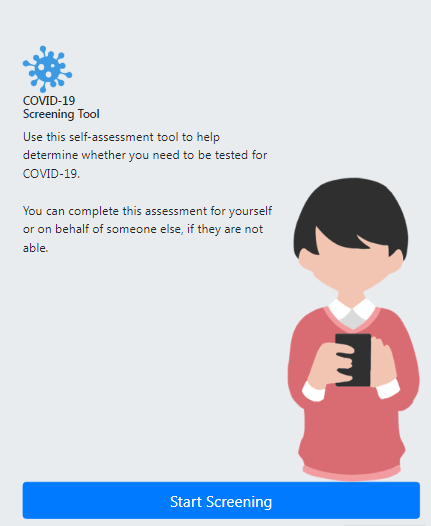 COVID-19
Screening Tool
Use this self-assessment tool to help
determine whether you need to be tested for
COVID-19.
You can complete this assessment for yourself
or on behalf of someone else, if they are not
able.
Start Screening